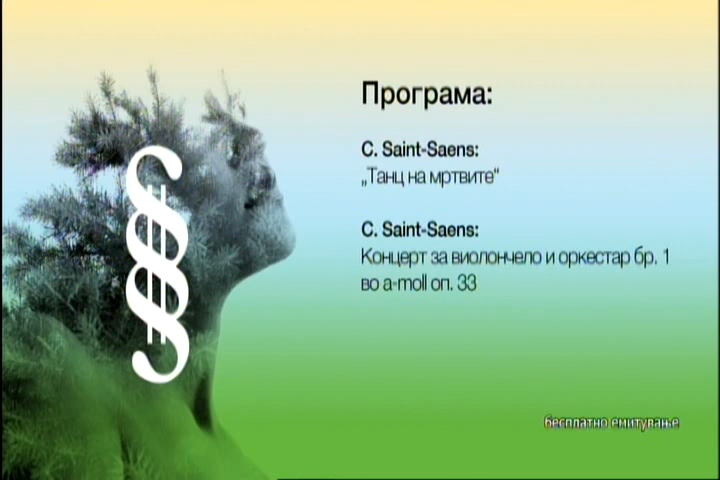 Програма:
C. Saint-Saens:
„Танц на мртвите“
C. Saint-Saens:
Концерт за виолончело и оркестар бр. 1
во a-moll оп. 33
бесплатно емитување